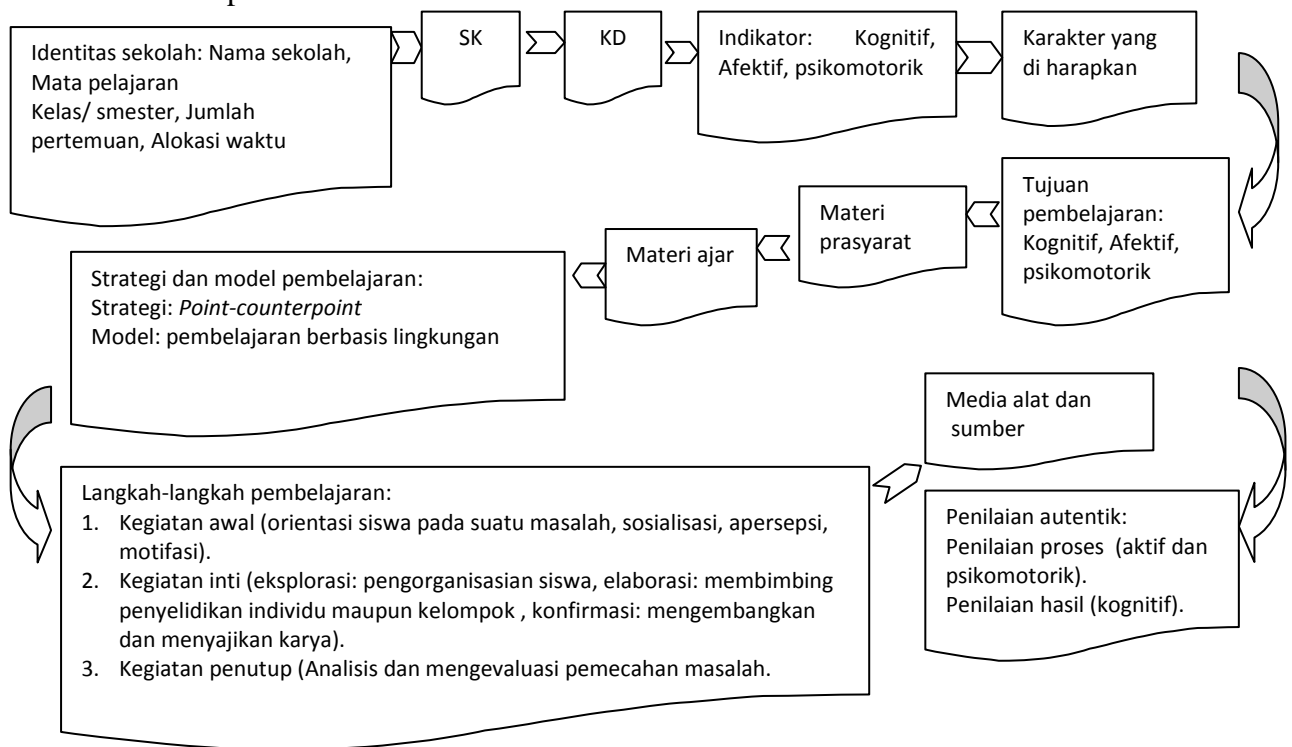 Identitas sekolah: Nama sekolah,
Mata pelajaran
Kelas/ smester, Jumlah
pertemuan, Alokasi waktu
SK
KD
Indikator: Kognitif,
Afektif, psikomotorik
Karakter yang
di harapkan
Tujuan
pembelajaran:
Kognitif, Afektif,
psikomotorik
Materi
prasyarat
Materi ajar
Strategi dan model pembelajaran:
Strategi: Point-counterpoint
Model: pembelajaran berbasis lingkungan
Langkah-langkah pembelajaran:
1. Kegiatan awal (orientasi siswa pada suatu masalah, sosialisasi, apersepsi,
motifasi).
2. Kegiatan inti (eksplorasi: pengorganisasian siswa, elaborasi: membimbing
penyelidikan individu maupun kelompok , konfirmasi: mengembangkan
dan menyajikan karya).
3. Kegiatan penutup (Analisis dan mengevaluasi pemecahan masalah.
Media alat dan
sumber
Penilaian autentik:
Penilaian proses (aktif dan
psikomotorik).
Penilaian hasil (kognitif).